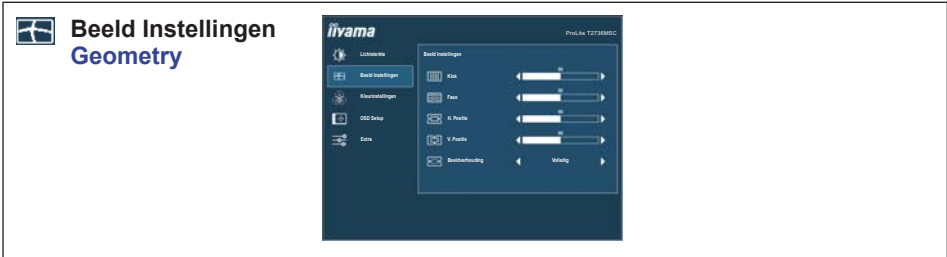 Beeld Instellingen
Geometry
iiyama
ProLite T2736MSC
Lichtsterkte
Beeld Instellingen
Kleurinstellingen
OSD Setup
Extra
Beeld Instellingen
Klok
Fase
H. Positie
V. Positie
Beeldverhouding Volledig